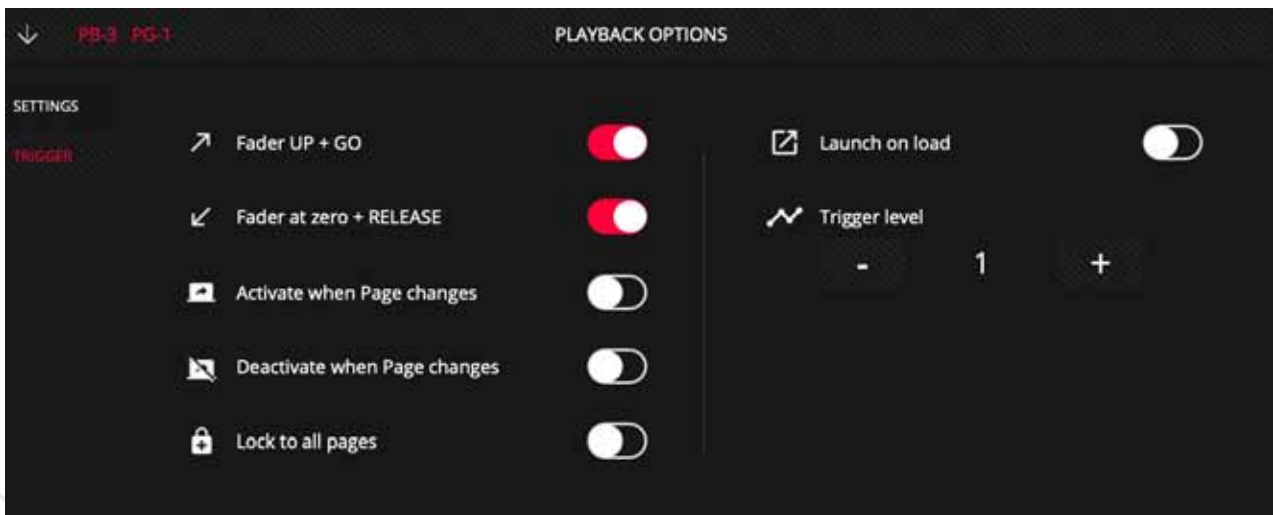 PB-3 PG-1
PLAYBACK OPTIONS
SETTINGS
TRIGGER
Fader UP + GO
Fader at zero + RELEASE
Activate when Page changes
Deactivate when Page changes
Lock to all pages
Launch on load
Trigger level
- 1 +